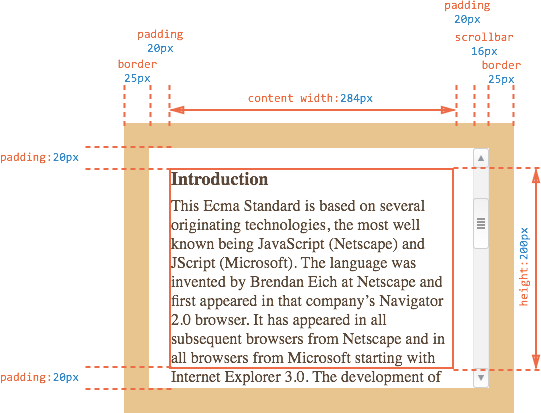 padding
20px
padding
20px
scrollbar
16px
border
25px
border
25px
content width:284px
padding:20px
Introduction
This Ecma Standard is based on several
originating technologies, the most well
known being JavaScript (Netscape) and
JScript (Microsoft). The language was
invented by Brendan Eich at Netscape and
first appeared in that company’s Navigator
2.0 browser. It has appeared in all
subsequent browsers from Netscape and in
all browsers from Microsoft starting with
Internet Explorer 3.0. The development of
height:200px
padding:20px